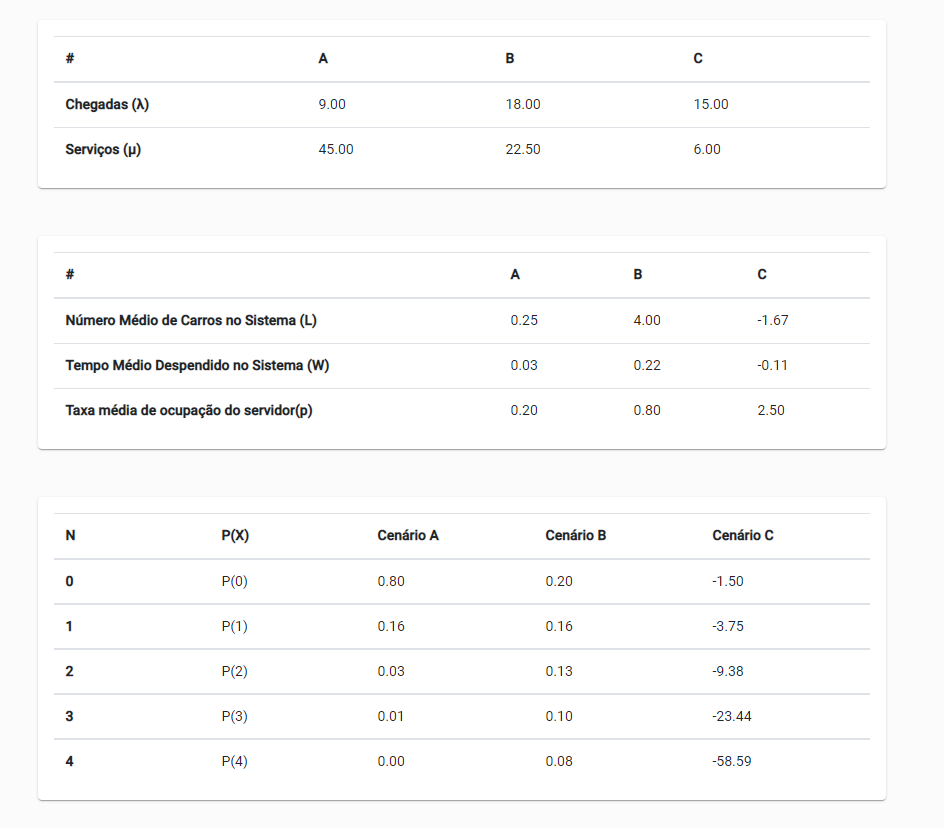 # A B C
Chegadas (λ) 9.00 18.00 15.00
Serviços (μ) 45.00 22.50 6.00
# A B C
Número Médio de Carros no Sistema (L) 0.25 4.00 -1.67
Tempo Médio Despendido no Sistema (W) 0.03 0.22 -0.11
Taxa média de ocupação do servidor(p) 0.20 0.80 2.50
N P(X) Cenário A Cenário B Cenário C
0 P(0) 0.80 0.20 -1.50
1 P(1) 0.16 0.16 -3.75
2 P(2) 0.03 0.13 -9.38
3 P(3) 0.01 0.10 -23.44
4 P(4) 0.00 0.08 -58.59